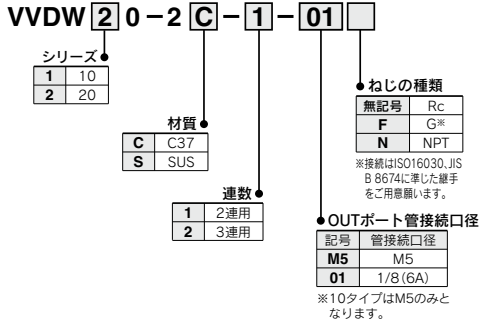 VVDW 2 0-2 C-1-01
シリーズ
1 10
2 20
材質
C C37
S SUS
連数
1 2連用
2 3連用
ねじの種類
無記号 Rc
F G※
N NPT
※接続はISO16030、JIS
B 8674に準じた継手
をご用意願います。
OUTポート管接続口径
記号 管接続口径
M5 M5
01 1/8(6A)
※10タイプはM5のみと
なります。